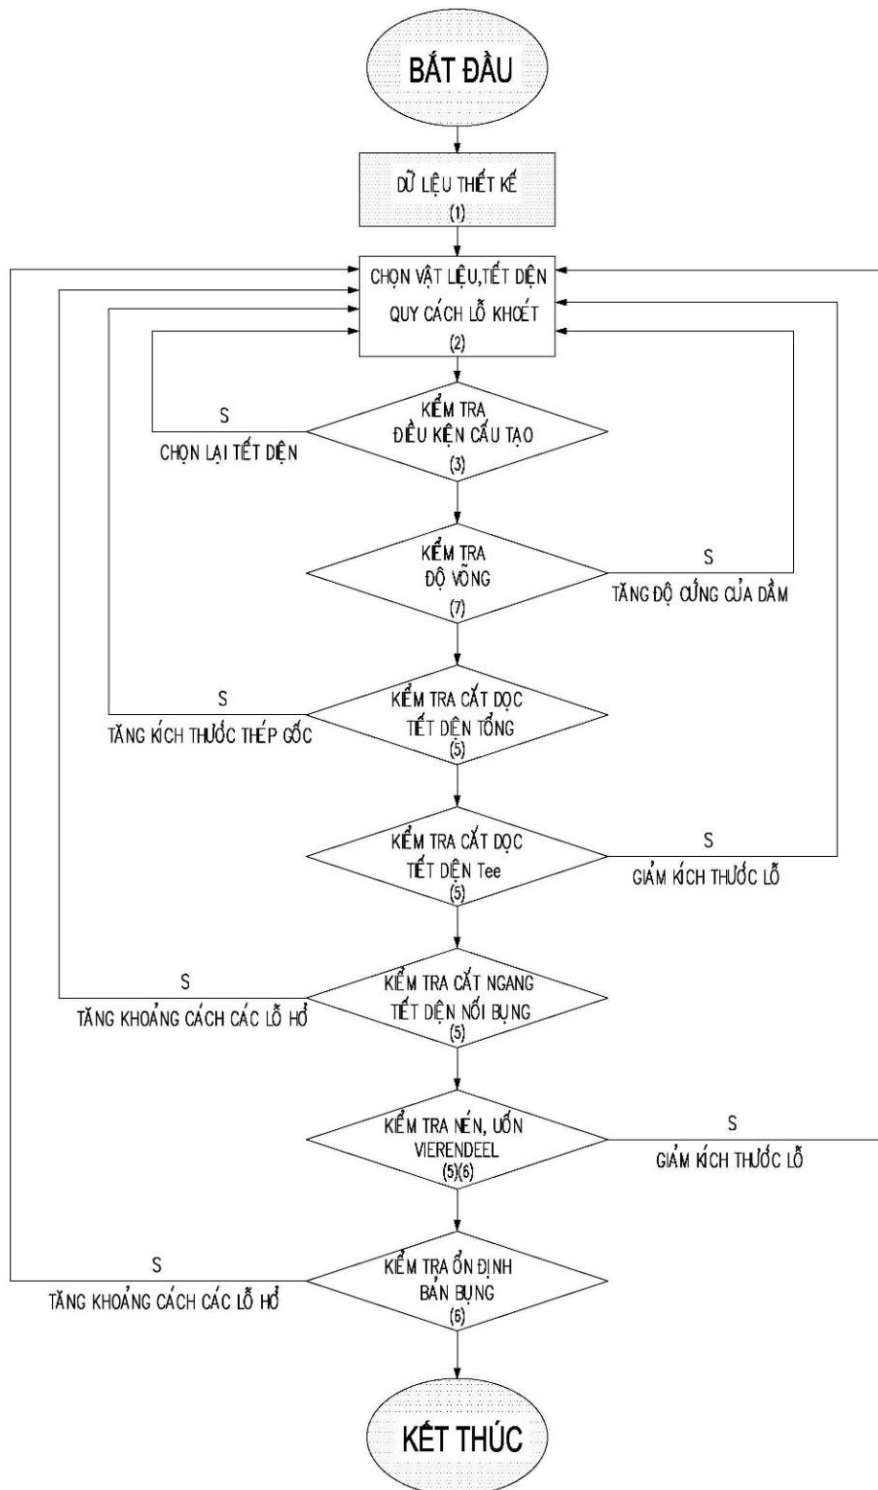 BẮT ĐẦU
DỮ LIỆU THIẾT KẾ
(1)
CHỌN VẬT LIỆU,TẾT DIỆN
QUY CÁCH LỖ KHOÉT
(2)
KIỂM TRA
ĐIỀU KIỆN CẤU TẠO
(3)
S
CHỌN LẠI TẾT DIỆN
KIỂM TRA
ĐỘ VÕNG
(7)
S
TĂNG ĐỘ CỨNG CỦA DẦM
KIỂM TRA CẮT DỌC
TIẾT DIỆN TỔNG
(5)
S
TĂNG KÍCH THƯỚC THÉP GỐC
KIỂM TRA CẮT DỌC
TIẾT DIỆN Tee
(5)
S
GIẢM KÍCH THƯỚC LỖ
KIỂM TRA CẮT NGANG
TIẾT DIỆN NỐI BỤNG
(5)
S
TĂNG KHOẢNG CÁCH CÁC LỖ HỞ
KIỂM TRA NÉN, UỐN
VIERENDEEL
(5)(6)
S
GIẢM KÍCH THƯỚC LỖ
KIỂM TRA ỔN ĐỊNH
BẢN BỤNG
(6)
S
TĂNG KHOẢNG CÁCH CÁC LỖ HỞ
KẾT THÚC